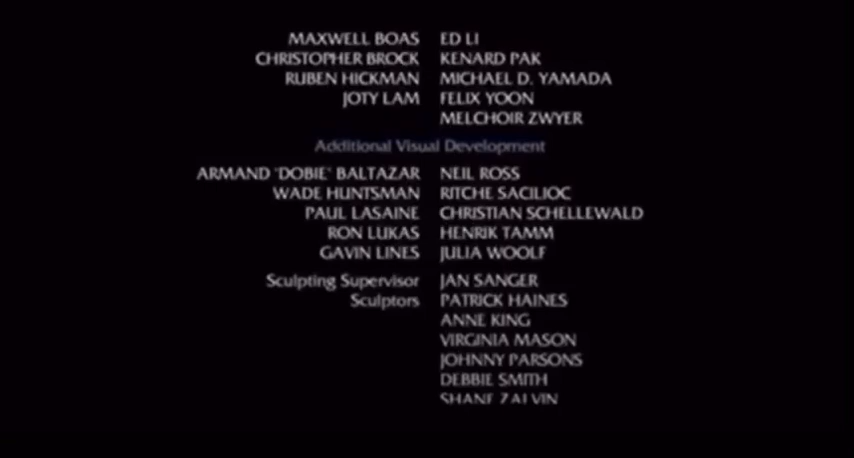 MAXWELL BOAS ED LI
CHRISTOPHER BROCK KENARD PAK
RUBEN HICKMAN MICHAEL D. YAMADA
JOTY LAM FELIX YOON
MELCHOIR ZWYER
Additional Visual Development
ARMAND "DOBIE" BALTAZAR NEIL ROSS
WADE HUNTSMAN RITCHE SACILIOC
PAUL LASAINE CHRISTIAN SCHELLEWALD
RON LUKAS HENRIK TAMM
GAVIN LINES JULIA WOOLF
Sculpting Supervisor JAN SANGER
Sculptors PATRICK HAINES
ANNE KING
VIRGINIA MASON
JOHNNY PARSONS
DEBBIE SMITH
SHANE ZALVIN